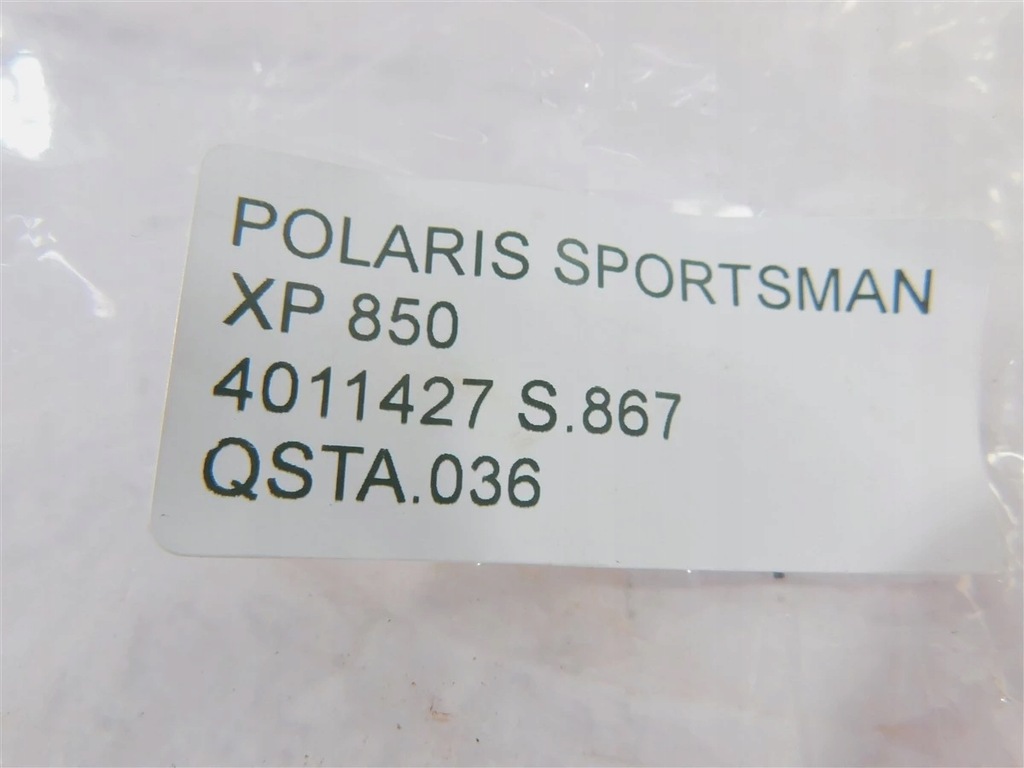 POLARIS SPORTSMAN
XP 850
4011427 S.867
QSTA.036